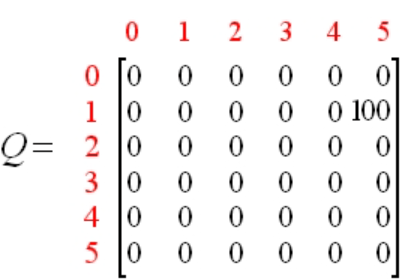 0 1 2 3 4 5
0 0 0 0 0 0 0
1 0 0 0 0 0 100
Q= 2 0 0 0 0 0 0
3 0 0 0 0 0 0
4 0 0 0 0 0 0
5 0 0 0 0 0 0